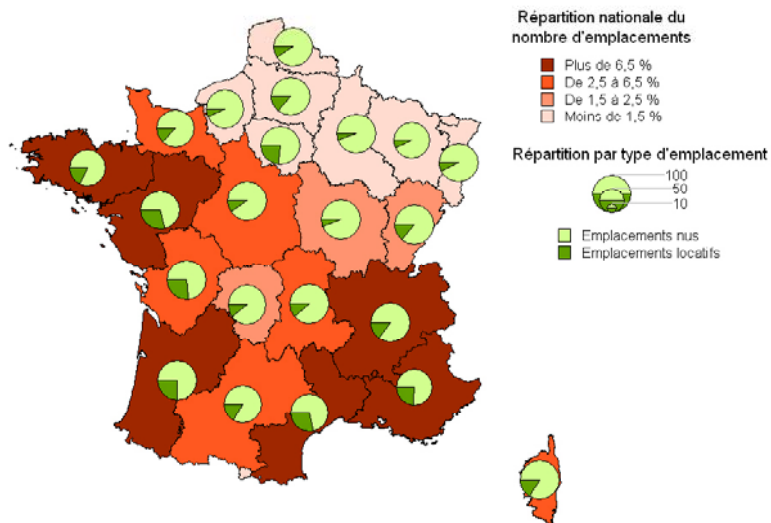 Répartition nationale du
nombre d'emplacements
Plus de 6,5 %
De 2,5 à 6,5 %
De 1,5 à 2,5 %
Moins de 1,5 %
Répartition par type d'emplacement
100
50
10
Emplacements nus
Emplacements locatifs